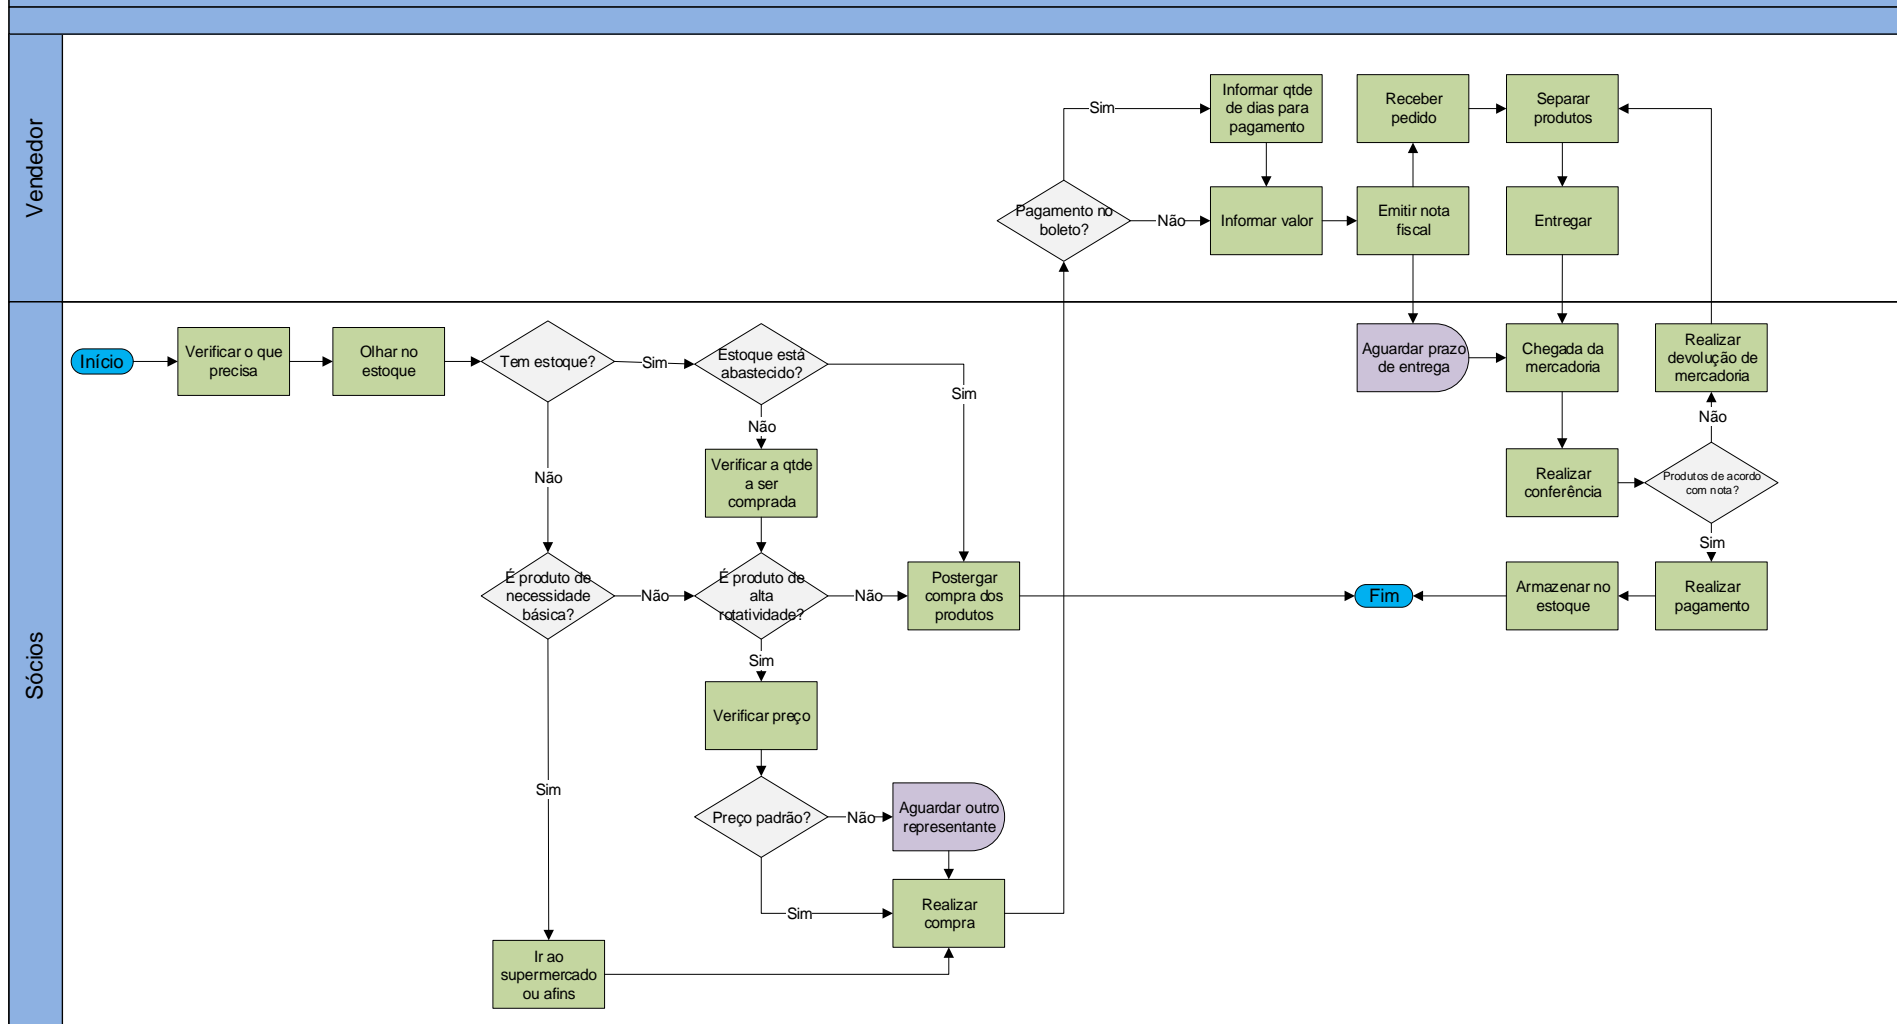 Vendedor
Informar qtde
de dias para
pagamento
Receber
pedido
Separar
produtos
Sim
Pagamento no
boleto?
Não
Informar valor
Emitir nota
fiscal
Entregar
Sócios
Início
Verificar o que
precisa
Olhar no
estoque
Tem estoque?
Sim
Estoque está
abastecido?
Sim
Não
Não
Verificar a qtde
a ser
comprada
É produto de
necessidade
básica?
Não
É produto de
alta
rotatividade?
Não
Postergar
compra dos
produtos
Fim
Sim
Verificar preço
Sim
Preço padrão?
Não
Aguardar outro
representante
Sim
Realizar
compra
Ir ao
supermercado
ou afins
Aguardar prazo
de entrega
Chegada da
mercadoria
Realizar
devolução de
mercadoria
Não
Realizar
conferência
Produtos de acordo
com nota?
Sim
Armazenar no
estoque
Realizar
pagamento